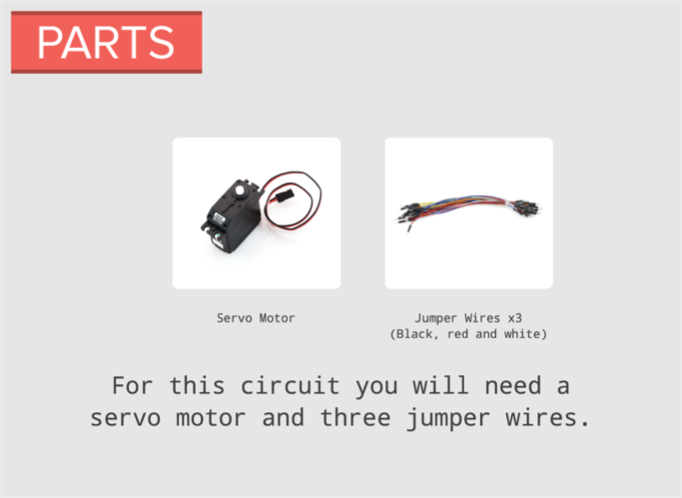 PARTS
Servo Motor
Jumper Wires x3
(Black, red and white)
For this circuit you will need a
servo motor and three jumper wires.